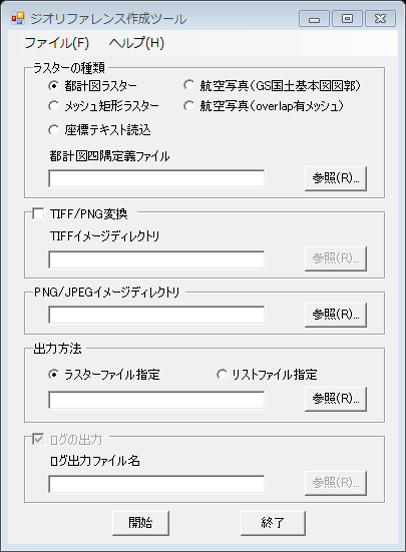 ジオリファレンス作成ツール
ファイル(F) ヘルプ(H)
ラスターの種類
都計図ラスター 航空写真(GS国土基本図図郭)
メッシュ矩形ラスター 航空写真(overlap有メッシュ)
座標テキスト読込
都計図四隅定義ファイル
参照(R)...
TIFF/PNG変換
TIFFイメージディレクトリ
参照(R)...
PNG/JPEGイメージディレクトリ
参照(R)...
出力方法
ラスターファイル指定 リストファイル指定
参照(R)...
ログの出力
ログ出力ファイル名
参照(R)...
開始 終了